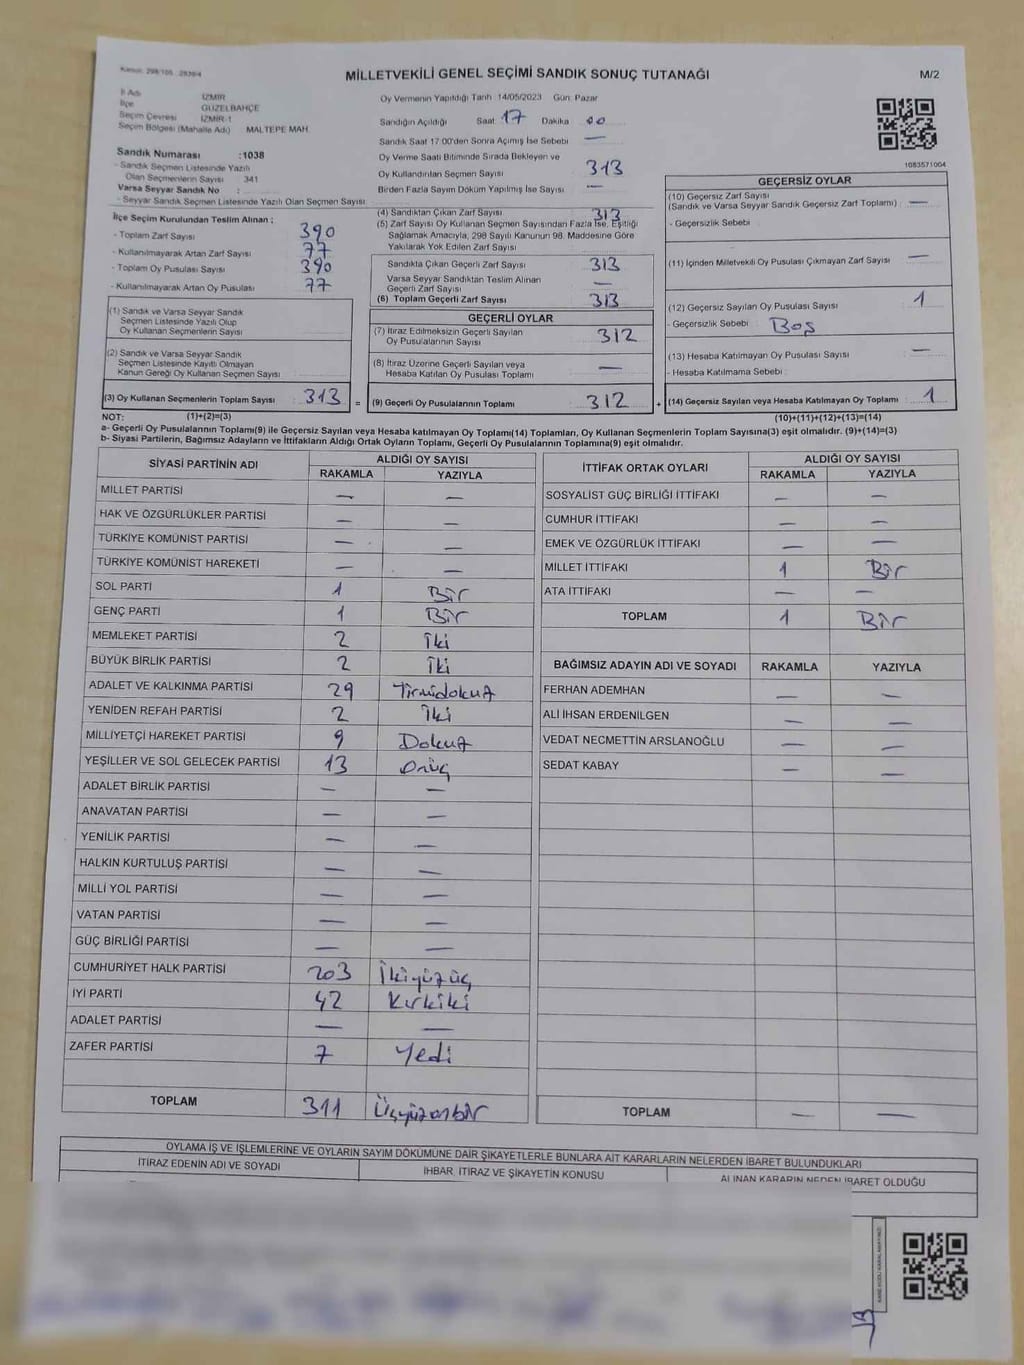 Kanun: 298/105 , 2839/4
MİLLETVEKİLİ GENEL SEÇİMİ SANDIK SONUÇ TUTANAĞI
M/2
İl Adı İZMİR
İlçe GÜZELBAHÇE
Seçim Çevresi İZMİR-1
Seçim Bölgesi (Mahalle Adı) MALTEPE MAH.
Sandık Numarası :1038
- Sandık Seçmen Listesinde Yazılı
Olan Seçmenlerin Sayısı 341
Varsa Seyyar Sandık No :
- Seyyar Sandık Seçmen Listesinde Yazılı Olan Seçmen Sayısı
Oy Vermenin Yapıldığı Tarih 14/05/2023 Gün: Pazar
Sandığın Açıldığı Saat 17 Dakika 00
Sandık Saat 17:00'den Sonra Açılmış İse Sebebi —
Oy Verme Saati Bitiminde Sırada Bekleyen ve
Oy Kullandırılan Seçmen Sayısı 313
Birden Fazla Sayım Döküm Yapılmış İse Sayısı —
1083571004
İlçe Seçim Kurulundan Teslim Alınan ;
- Toplam Zarf Sayısı 390
- Kullanılmayarak Artan Zarf Sayısı 77
- Toplam Oy Pusulası Sayısı 390
- Kullanılmayarak Artan Oy Pusulası 77
(1) Sandık ve Varsa Seyyar Sandık
Seçmen Listesinde Yazılı Olup
Oy Kullanan Seçmenlerin Sayısı
(2) Sandık ve Varsa Seyyar Sandık
Seçmen Listesinde Kayıtlı Olmayan
Kanun Gereği Oy Kullanan Seçmen Sayısı
(3) Oy Kullanan Seçmenlerin Toplam Sayısı 313 =
(4) Sandıktan Çıkan Zarf Sayısı 313
(5) Zarf Sayısı Oy Kullanan Seçmen Sayısından Fazla İse, Eşitliği
Sağlamak Amacıyla, 298 Sayılı Kanunun 98. Maddesine Göre
Yakılarak Yok Edilen Zarf Sayısı
Sandıkta Çıkan Geçerli Zarf Sayısı 313
Varsa Seyyar Sandıktan Teslim Alınan
Geçerli Zarf Sayısı —
(6) Toplam Geçerli Zarf Sayısı 313
GEÇERLİ OYLAR
(7) İtiraz Edilmeksizin Geçerli Sayılan
Oy Pusulalarının Sayısı 312
(8) İtiraz Üzerine Geçerli Sayılan veya
Hesaba Katılan Oy Pusulası Toplamı —
(9) Geçerli Oy Pusulalarının Toplamı 312 +
GEÇERSİZ OYLAR
(10) Geçersiz Zarf Sayısı
(Sandık ve Varsa Seyyar Sandık Geçersiz Zarf Toplamı) —
- Geçersizlik Sebebi :
(11) İçinden Milletvekili Oy Pusulası Çıkmayan Zarf Sayısı —
(12) Geçersiz Sayılan Oy Pusulası Sayısı 1
- Geçersizlik Sebebi : Boş
(13) Hesaba Katılmayan Oy Pusulası Sayısı —
- Hesaba Katılmama Sebebi :
(14) Geçersiz Sayılan veya Hesaba Katılmayan Oy Toplamı 1
NOT: (1)+(2)=(3) (10)+(11)+(12)+(13)=(14)
a- Geçerli Oy Pusulalarının Toplamı(9) ile Geçersiz Sayılan veya Hesaba katılmayan Oy Toplamı(14) Toplamları, Oy Kullanan Seçmenlerin Toplam Sayısına(3) eşit olmalıdır. (9)+(14)=(3)
b- Siyasi Partilerin, Bağımsız Adayların ve İttifakların Aldığı Ortak Oyların Toplamı, Geçerli Oy Pusulalarının Toplamına(9) eşit olmalıdır.
SİYASİ PARTİNİN ADI ALDIĞI OY SAYISI
RAKAMLA YAZIYLA
MİLLET PARTİSİ — —
HAK VE ÖZGÜRLÜKLER PARTİSİ — —
TÜRKİYE KOMÜNİST PARTİSİ — —
TÜRKİYE KOMÜNİST HAREKETİ — —
SOL PARTİ 1 Bir
GENÇ PARTİ 1 Bir
MEMLEKET PARTİSİ 2 İki
BÜYÜK BİRLİK PARTİSİ 2 İki
ADALET VE KALKINMA PARTİSİ 29 Yirmidokuz
YENİDEN REFAH PARTİSİ 2 İki
MİLLİYETÇİ HAREKET PARTİSİ 9 Dokuz
YEŞİLLER VE SOL GELECEK PARTİSİ 13 Onüç
ADALET BİRLİK PARTİSİ — —
ANAVATAN PARTİSİ — —
YENİLİK PARTİSİ — —
HALKIN KURTULUŞ PARTİSİ — —
MİLLİ YOL PARTİSİ — —
VATAN PARTİSİ — —
GÜÇ BİRLİĞİ PARTİSİ — —
CUMHURİYET HALK PARTİSİ 203 İkiyüzüç
İYİ PARTİ 42 Kırkiki
ADALET PARTİSİ — —
ZAFER PARTİSİ 7 Yedi
TOPLAM 311 Üçyüzonbir
İTTİFAK ORTAK OYLARI ALDIĞI OY SAYISI
RAKAMLA YAZIYLA
SOSYALİST GÜÇ BİRLİĞİ İTTİFAKI — —
CUMHUR İTTİFAKI — —
EMEK VE ÖZGÜRLÜK İTTİFAKI — —
MİLLET İTTİFAKI 1 Bir
ATA İTTİFAKI — —
TOPLAM 1 Bir
BAĞIMSIZ ADAYIN ADI VE SOYADI RAKAMLA YAZIYLA
FERHAN ADEMHAN — —
ALİ İHSAN ERDENİLGEN — —
VEDAT NECMETTİN ARSLANOĞLU — —
SEDAT KABAY — —
TOPLAM — —
OYLAMA İŞ VE İŞLEMLERİNE VE OYLARIN SAYIM DÖKÜMÜNE DAİR ŞİKAYETLERLE BUNLARA AİT KARARLARIN NELERDEN İBARET BULUNDUKLARI
İTİRAZ EDENİN ADI VE SOYADI İHBAR, İTİRAZ VE ŞİKAYETİN KONUSU ALINAN KARARIN NEDEN İBARET OLDUĞU